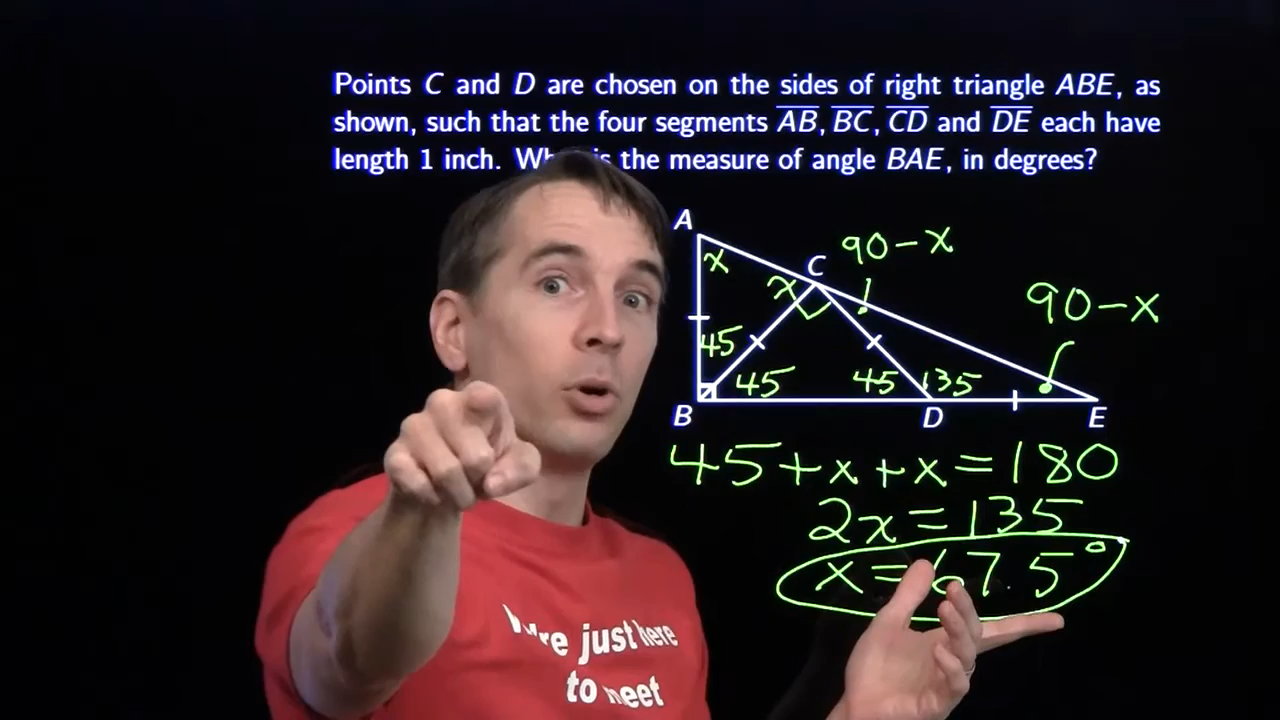 Points C and D are chosen on the sides of right triangle ABE, as
shown, such that the four segments AB, BC, CD and DE each have
length 1 inch. is the measure of angle BAE, in degrees?
A
x
C
90-x
x
90-x
45
45
45
135
B
D
E
45+x+x=180
2x=135
x=67.5°
just here
to meet